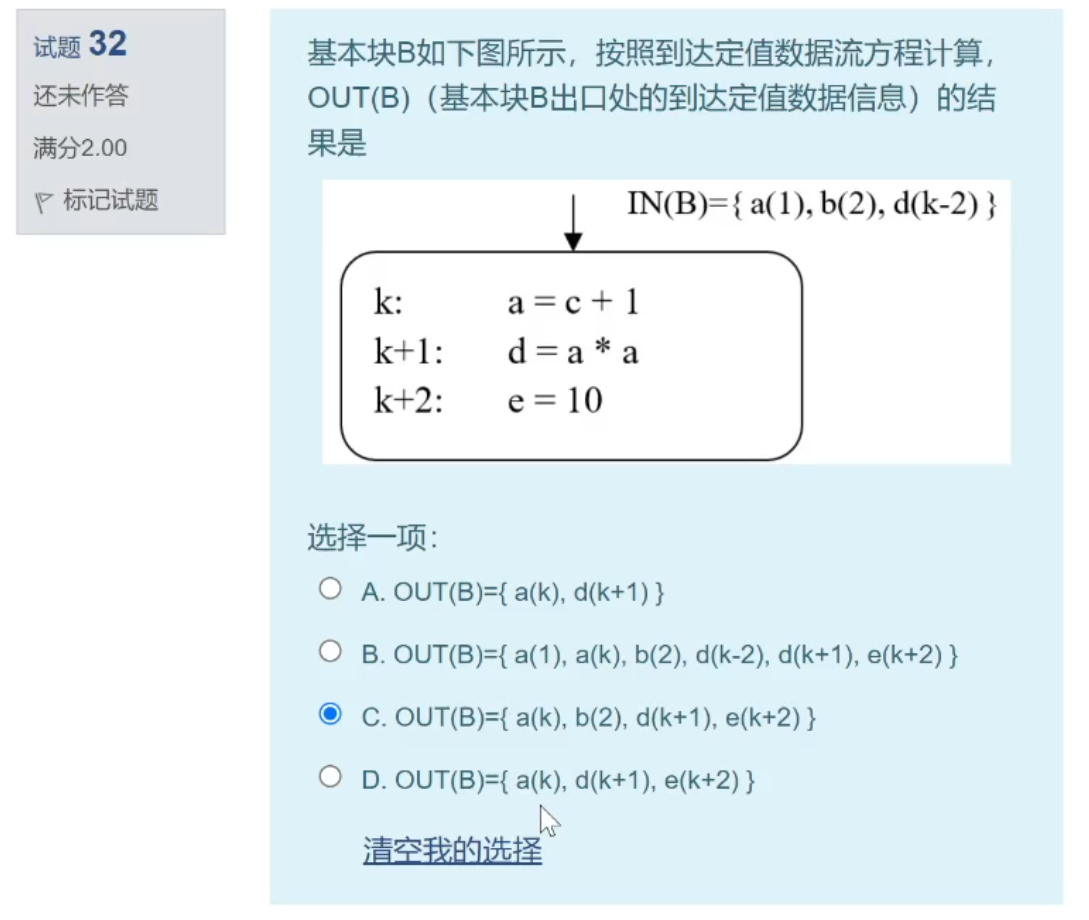 试题 32
还未作答
满分2.00
标记试题
基本块B如下图所示，按照到达定值数据流方程计算，
OUT(B)（基本块B出口处的到达定值数据信息）的结
果是
IN(B)={ a(1), b(2), d(k-2) }
k: a = c + 1
k+1: d = a * a
k+2: e = 10
选择一项：
A. OUT(B)={ a(k), d(k+1) }
B. OUT(B)={ a(1), a(k), b(2), d(k-2), d(k+1), e(k+2) }
C. OUT(B)={ a(k), b(2), d(k+1), e(k+2) }
D. OUT(B)={ a(k), d(k+1), e(k+2) }
清空我的选择